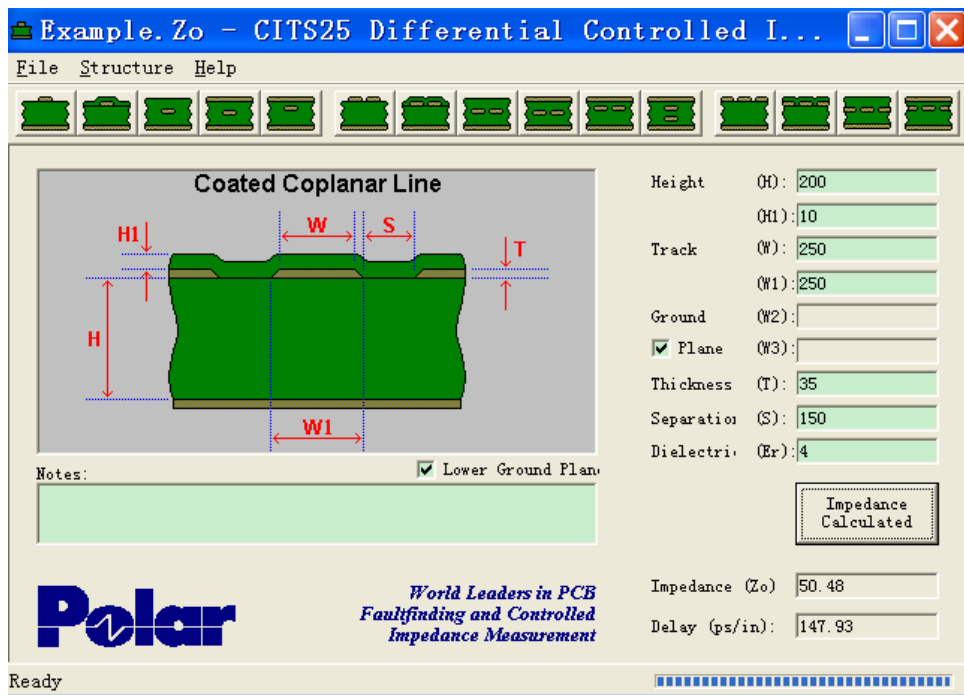 Example.Zo - CITS25 Differential Controlled I...
File Structure Help
Coated Coplanar Line
H1
W
S
T
H
W1
Height (H): 200
(H1): 10
Track (W): 250
(W1): 250
Ground (W2):
Plane (W3):
Thickness (T): 35
Separatio (S): 150
Dielectri (Er): 4
Notes:
Lower Ground Plan
Impedance
Calculated
Polar
World Leaders in PCB
Faultfinding and Controlled
Impedance Measurement
Impedance (Zo) 50.48
Delay (ps/in): 147.93
Ready